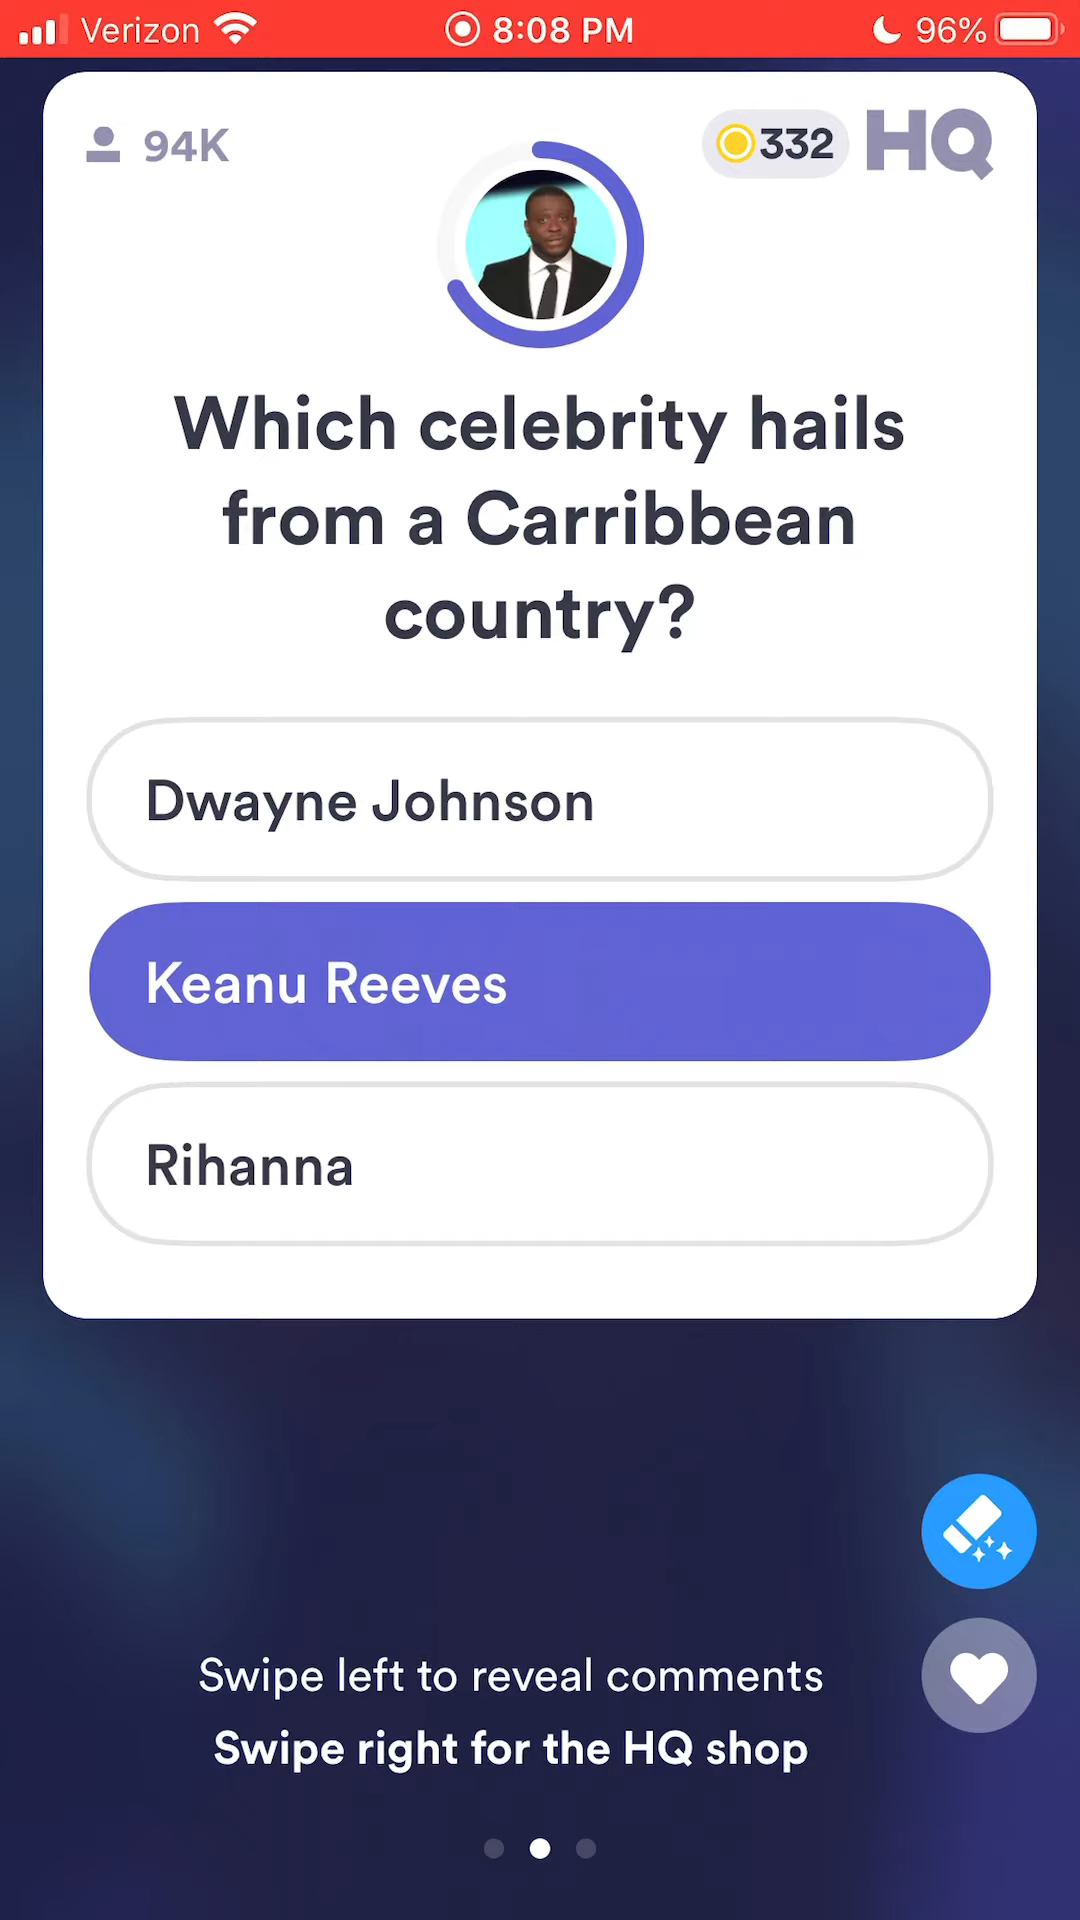 Verizon 8:08 PM 96%
94K 332 HQ
Which celebrity hails
from a Carribbean
country?
Dwayne Johnson
Keanu Reeves
Rihanna
Swipe left to reveal comments
Swipe right for the HQ shop